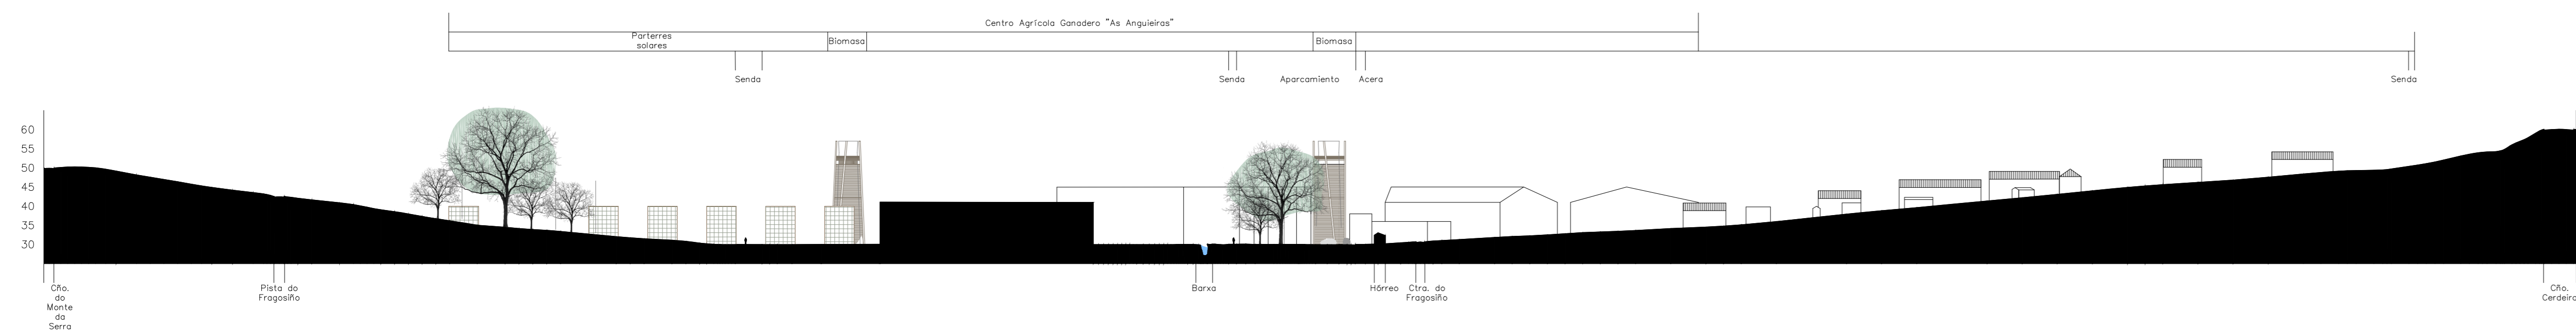 Centro Agrícola Ganadero "As Anguieiras"
Parterres
solares
Biomasa
Biomasa
Senda
Senda
Aparcamiento
Acera
Senda
60
55
50
45
40
35
30
Cño.
do
Monte
da
Serra
Pista do
Fragosiño
Barxa
Hórreo
Ctra. do
Fragosiño
Cño.
Cerdeira